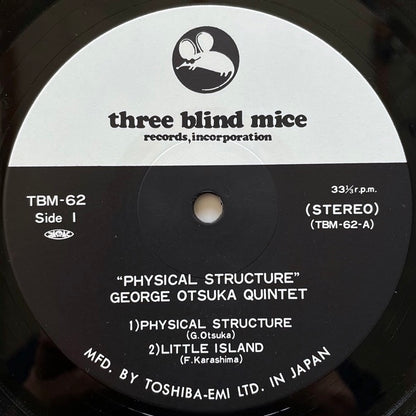 three blind mice
records, incorporation
TBM-62
Side 1
33⅓ r.p.m.
(STEREO)
(TBM-62-A)
"PHYSICAL STRUCTURE"
GEORGE OTSUKA QUINTET
1)PHYSICAL STRUCTURE
(G.Otsuka)
2)LITTLE ISLAND
(F.Karashima)
MFD. BY TOSHIBA-EMI LTD. IN JAPAN